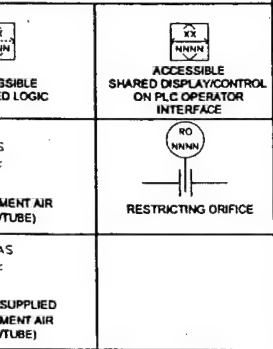 XX
NNNN
ACCESSIBLE
SHARED DISPLAY/CONTROL
ON PLC OPERATOR
INTERFACE
ED LOGIC
RO
NNNN
RESTRICTING ORIFICE
MENT AIR
/TUBE)
AS
SUPPLIED
MENT AIR
/TUBE)